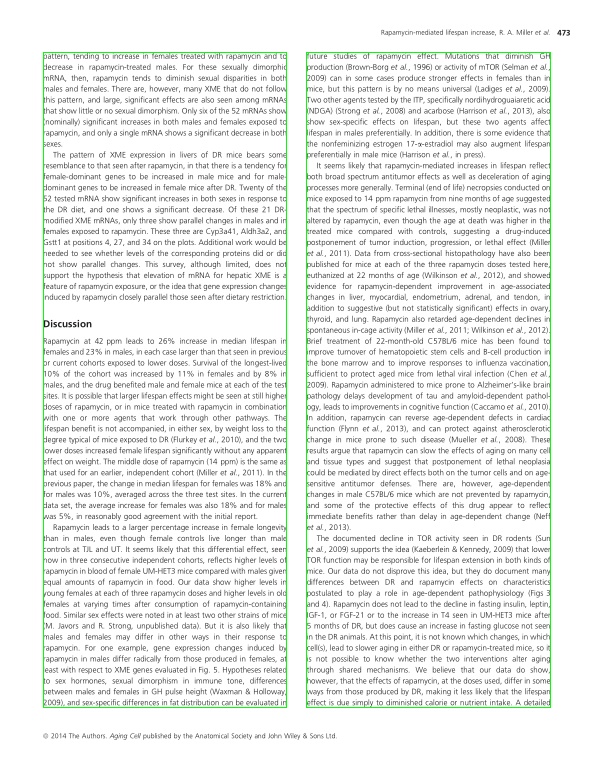 Rapamycin-mediated lifespan increase, R. A. Miller et al. 473
pattern, tending to increase in females treated with rapamycin and to
decrease in rapamycin-treated males. For these sexually dimorphic
mRNA, then, rapamycin tends to diminish sexual disparities in both
males and females. There are, however, many XME that do not follow
this pattern, and large, significant effects are also seen among mRNAs
that show little or no sexual dimorphism. Only six of the 52 mRNAs show
(nominally) significant increases in both males and females exposed to
rapamycin, and only a single mRNA shows a significant decrease in both
sexes.
The pattern of XME expression in livers of DR mice bears some
resemblance to that seen after rapamycin, in that there is a tendency for
female-dominant genes to be increased in male mice and for male-
dominant genes to be increased in female mice after DR. Twenty of the
52 tested mRNA show significant increases in both sexes in response to
the DR diet, and one shows a significant decrease. Of these 21 DR-
modified XME mRNAs, only three show parallel changes in males and in
females exposed to rapamycin. These three are Cyp3a41, Aldh3a2, and
Gstt1 at positions 4, 27, and 34 on the plots. Additional work would be
needed to see whether levels of the corresponding proteins did or did
not show parallel changes. This survey, although limited, does not
support the hypothesis that elevation of mRNA for hepatic XME is a
feature of rapamycin exposure, or the idea that gene expression changes
induced by rapamycin closely parallel those seen after dietary restriction.
Discussion
Rapamycin at 42 ppm leads to 26% increase in median lifespan in
females and 23% in males, in each case larger than that seen in previous
or current cohorts exposed to lower doses. Survival of the longest-lived
10% of the cohort was increased by 11% in females and by 8% in
males, and the drug benefited male and female mice at each of the test
sites. It is possible that larger lifespan effects might be seen at still higher
doses of rapamycin, or in mice treated with rapamycin in combination
with one or more agents that work through other pathways. The
lifespan benefit is not accompanied, in either sex, by weight loss to the
degree typical of mice exposed to DR (Flurkey et al., 2010), and the two
lower doses increased female lifespan significantly without any apparent
effect on weight. The middle dose of rapamycin (14 ppm) is the same as
that used for an earlier, independent cohort (Miller et al., 2011). In the
previous paper, the change in median lifespan for females was 18% and
for males was 10%, averaged across the three test sites. In the current
data set, the average increase for females was also 18% and for males
was 5%, in reasonably good agreement with the initial report.
Rapamycin leads to a larger percentage increase in female longevity
than in males, even though female controls live longer than male
controls at TJL and UT. It seems likely that this differential effect, seen
now in three consecutive independent cohorts, reflects higher levels of
rapamycin in blood of female UM-HET3 mice compared with males given
equal amounts of rapamycin in food. Our data show higher levels in
young females at each of three rapamycin doses and higher levels in old
females at varying times after consumption of rapamycin-containing
food. Similar sex effects were noted in at least two other strains of mice
(M. Javors and R. Strong, unpublished data). But it is also likely that
males and females may differ in other ways in their response to
rapamycin. For one example, gene expression changes induced by
rapamycin in males differ radically from those produced in females, at
least with respect to XME genes evaluated in Fig. 5. Hypotheses related
to sex hormones, sexual dimorphism in immune tone, differences
between males and females in GH pulse height (Waxman & Holloway,
2009), and sex-specific differences in fat distribution can be evaluated in
future studies of rapamycin effect. Mutations that diminish GH
production (Brown-Borg et al., 1996) or activity of mTOR (Selman et al.,
2009) can in some cases produce stronger effects in females than in
mice, but this pattern is by no means universal (Ladiges et al., 2009).
Two other agents tested by the ITP, specifically nordihydroguaiaretic acid
(NDGA) (Strong et al., 2008) and acarbose (Harrison et al., 2013), also
show sex-specific effects on lifespan, but these two agents affect
lifespan in males preferentially. In addition, there is some evidence that
the nonfeminizing estrogen 17-α-estradiol may also augment lifespan
preferentially in male mice (Harrison et al., in press).
It seems likely that rapamycin-mediated increases in lifespan reflect
both broad spectrum antitumor effects as well as deceleration of aging
processes more generally. Terminal (end of life) necropsies conducted on
mice exposed to 14 ppm rapamycin from nine months of age suggested
that the spectrum of specific lethal illnesses, mostly neoplastic, was not
altered by rapamycin, even though the age at death was higher in the
treated mice compared with controls, suggesting a drug-induced
postponement of tumor induction, progression, or lethal effect (Miller
et al., 2011). Data from cross-sectional histopathology have also been
published for mice at each of the three rapamycin doses tested here,
euthanized at 22 months of age (Wilkinson et al., 2012), and showed
evidence for rapamycin-dependent improvement in age-associated
changes in liver, myocardial, endometrium, adrenal, and tendon, in
addition to suggestive (but not statistically significant) effects in ovary,
thyroid, and lung. Rapamycin also retarded age-dependent declines in
spontaneous in-cage activity (Miller et al., 2011; Wilkinson et al., 2012).
Brief treatment of 22-month-old C57BL/6 mice has been found to
improve turnover of hematopoietic stem cells and B-cell production in
the bone marrow and to improve responses to influenza vaccination,
sufficient to protect aged mice from lethal viral infection (Chen et al.,
2009). Rapamycin administered to mice prone to Alzheimer's-like brain
pathology delays development of tau and amyloid-dependent pathol-
ogy, leads to improvements in cognitive function (Caccamo et al., 2010).
In addition, rapamycin can reverse age-dependent defects in cardiac
function (Flynn et al., 2013), and can protect against atherosclerotic
change in mice prone to such disease (Mueller et al., 2008). These
results argue that rapamycin can slow the effects of aging on many cell
and tissue types and suggest that postponement of lethal neoplasia
could be mediated by direct effects both on the tumor cells and on age-
sensitive antitumor defenses. There are, however, age-dependent
changes in male C57BL/6 mice which are not prevented by rapamycin,
and some of the protective effects of this drug appear to reflect
immediate benefits rather than delay in age-dependent change (Neff
et al., 2013).
The documented decline in TOR activity seen in DR rodents (Sun
et al., 2009) supports the idea (Kaeberlein & Kennedy, 2009) that lower
TOR function may be responsible for lifespan extension in both kinds of
mice. Our data do not disprove this idea, but they do document many
differences between DR and rapamycin effects on characteristics
postulated to play a role in age-dependent pathophysiology (Figs 3
and 4). Rapamycin does not lead to the decline in fasting insulin, leptin,
IGF-1, or FGF-21 or to the increase in T4 seen in UM-HET3 mice after
6 months of DR, but does cause an increase in fasting glucose not seen
in the DR animals. At this point, it is not known which changes, in which
cell(s), lead to slower aging in either DR or rapamycin-treated mice, so it
is not possible to know whether the two interventions alter aging
through shared mechanisms. We believe that our data do show,
however, that the effects of rapamycin, at the doses used, differ in some
ways from those produced by DR, making it less likely that the lifespan
effect is due simply to diminished calorie or nutrient intake. A detailed
© 2014 The Authors. Aging Cell published by the Anatomical Society and John Wiley & Sons Ltd.